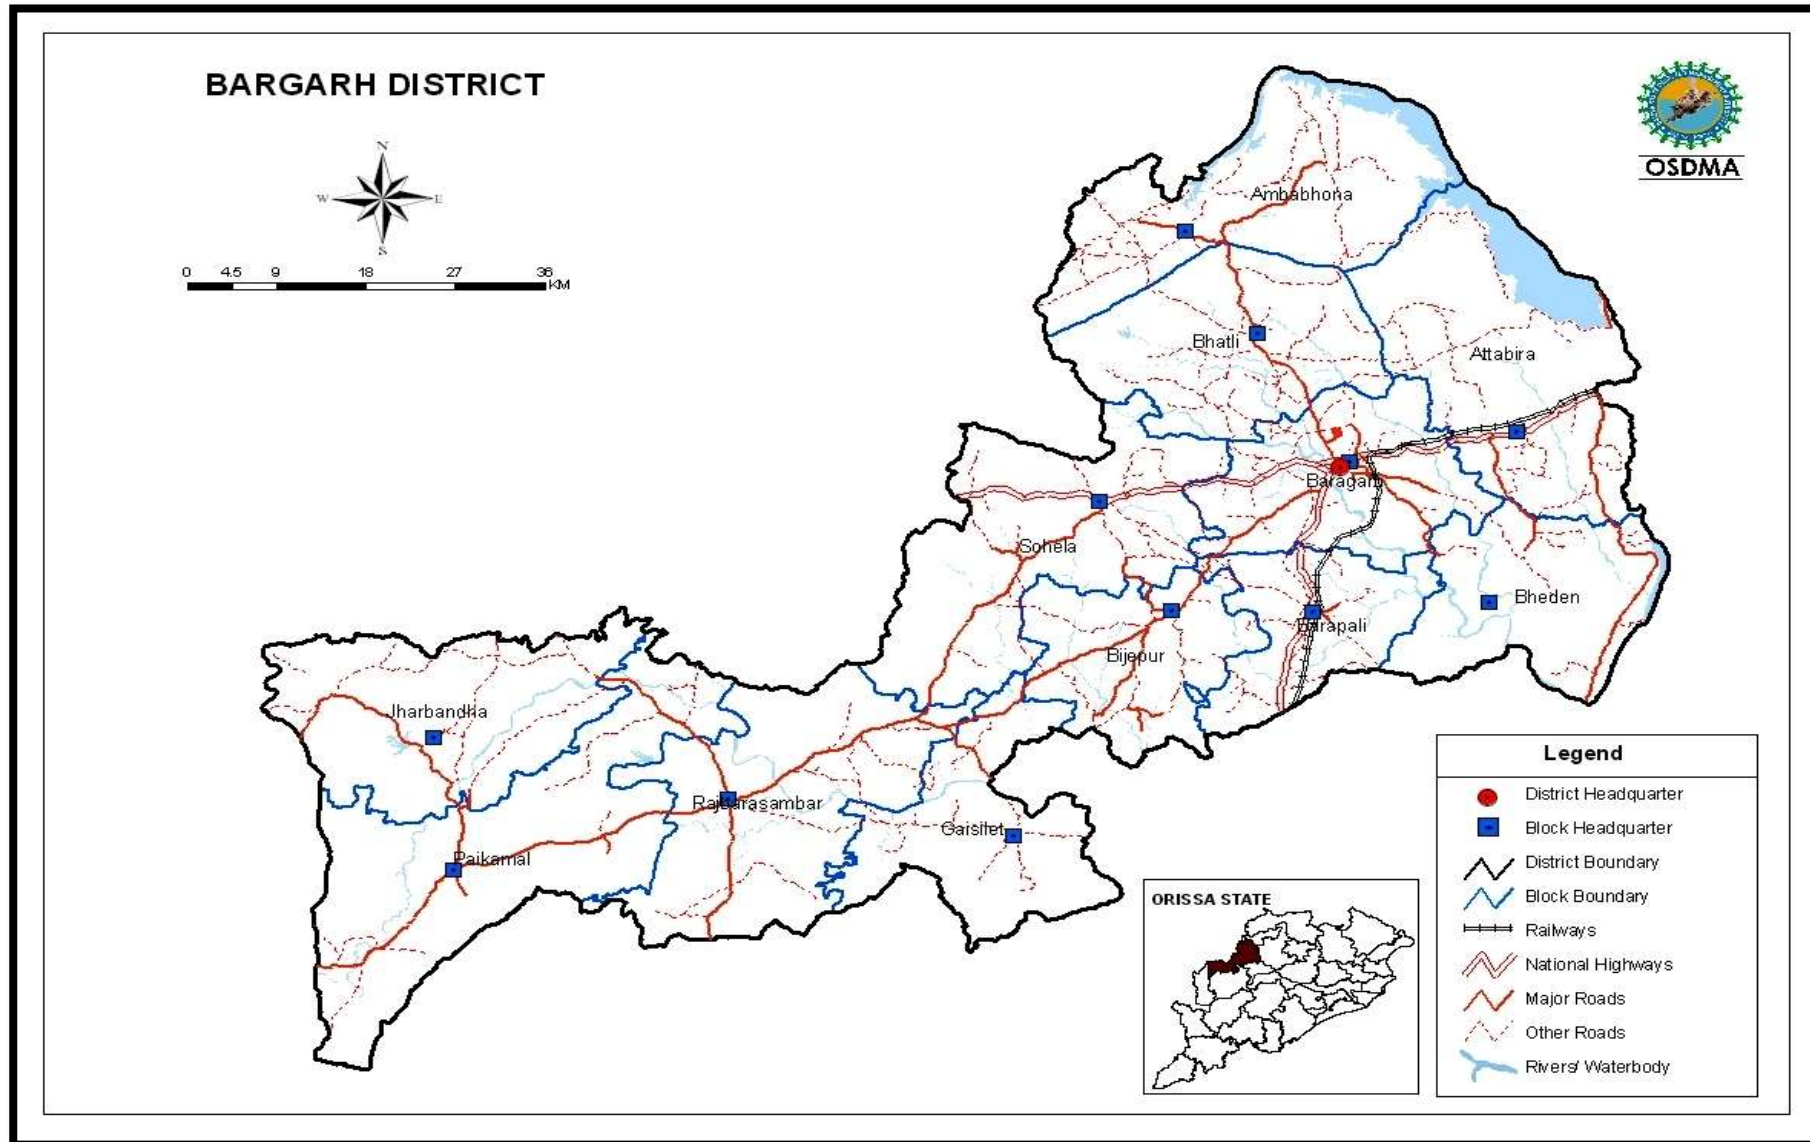 BARGARH DISTRICT
N
W E
S
0 4.5 9 18 27 36
KM
OSDMA
Ambabhona
Bhatli
Attabira
Baragarh
Sohela
Bheden
Barapali
Bijepur
Jharbandha
Rajbarasambar
Gaisilet
Paikamal
ORISSA STATE
Legend
District Headquarter
Block Headquarter
District Boundary
Block Boundary
Railways
National Highways
Major Roads
Other Roads
Rivers/ Waterbody